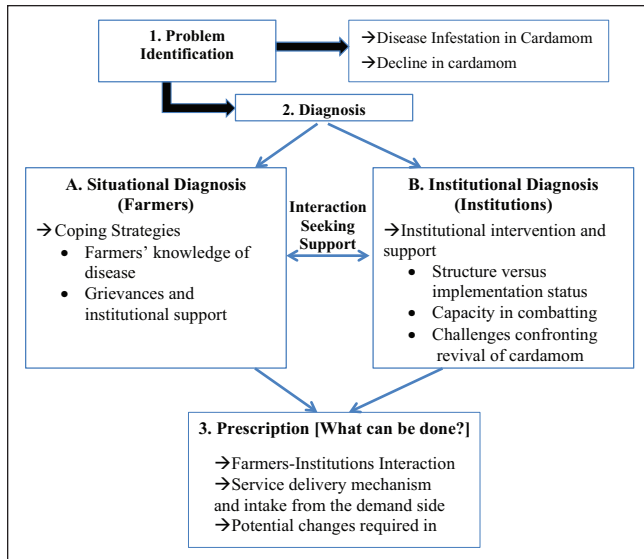 1. Problem
Identification
→Disease Infestation in Cardamom
→Decline in cardamom
2. Diagnosis
A. Situational Diagnosis
(Farmers)
→Coping Strategies
• Farmers’ knowledge of
disease
• Grievances and
institutional support
Interaction
Seeking
Support
B. Institutional Diagnosis
(Institutions)
→Institutional intervention and
support
• Structure versus
implementation status
• Capacity in combatting
• Challenges confronting
revival of cardamom
3. Prescription [What can be done?]
→Farmers-Institutions Interaction
→Service delivery mechanism
and intake from the demand side
→Potential changes required in